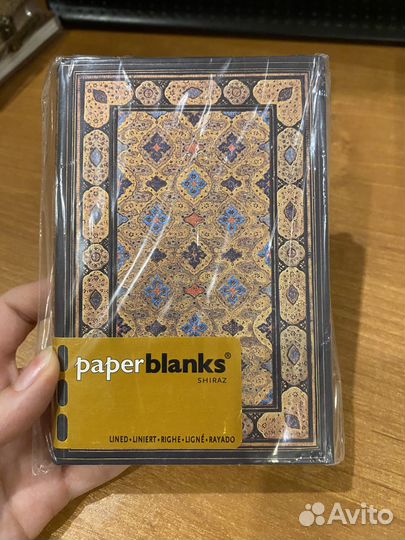 paperblanks®
SHIRAZ
LINED • LINIERT • RIGHE • LIGNÉ • RAYADO
Avito